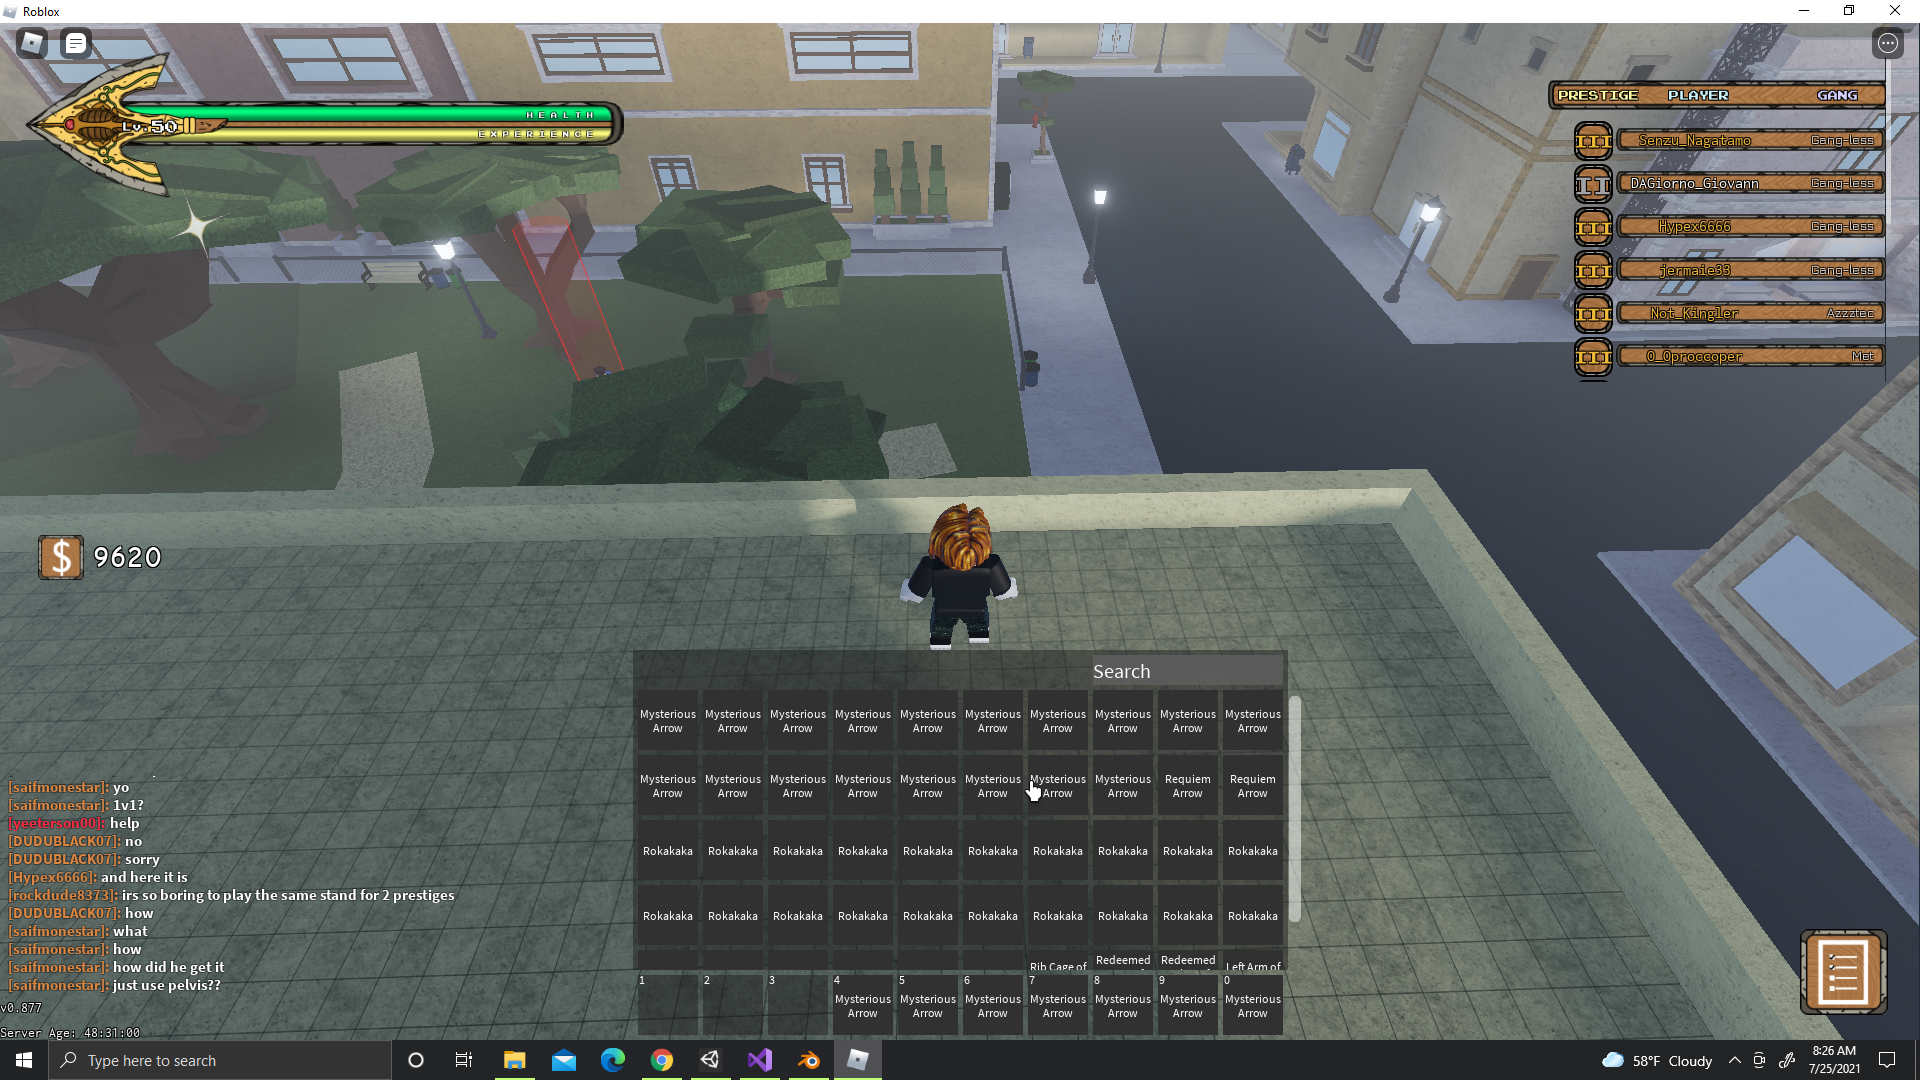 Roblox
HEALTH
Lv.50
EXPERIENCE
PRESTIGE PLAYER GANG
Senzu_Nagatamo Gang-less
DAGiorno_Giovann Gang-less
Hypex6666 Gang-less
jermaie33 Gang-less
Not_Kingler Azzztec
O_Oproccoper Met
$ 9620
Search
Mysterious Arrow Mysterious Arrow Mysterious Arrow Mysterious Arrow Mysterious Arrow Mysterious Arrow Mysterious Arrow Mysterious Arrow Mysterious Arrow Mysterious Arrow
Mysterious Arrow Mysterious Arrow Mysterious Arrow Mysterious Arrow Mysterious Arrow Mysterious Arrow Mysterious Arrow Mysterious Arrow Requiem Arrow Requiem Arrow
Rokakaka Rokakaka Rokakaka Rokakaka Rokakaka Rokakaka Rokakaka Rokakaka Rokakaka Rokakaka
Rokakaka Rokakaka Rokakaka Rokakaka Rokakaka Rokakaka Rokakaka Rokakaka Rokakaka Rokakaka
Rib Cage of Redeemed Redeemed Left Arm of
1 2 3 4 5 6 7 8 9 0
Mysterious Arrow Mysterious Arrow Mysterious Arrow Mysterious Arrow Mysterious Arrow Mysterious Arrow Mysterious Arrow
[saifmonestar]: yo
[saifmonestar]: 1v1?
[yeeterson00]: help
[DUDUBLACK07]: no
[DUDUBLACK07]: sorry
[Hypex6666]: and here it is
[rockdude8373]: irs so boring to play the same stand for 2 prestiges
[DUDUBLACK07]: how
[saifmonestar]: what
[saifmonestar]: how
[saifmonestar]: how did he get it
[saifmonestar]: just use pelvis??
v0.877
Server Age: 48:31:00
Type here to search
58°F Cloudy
8:26 AM
7/25/2021